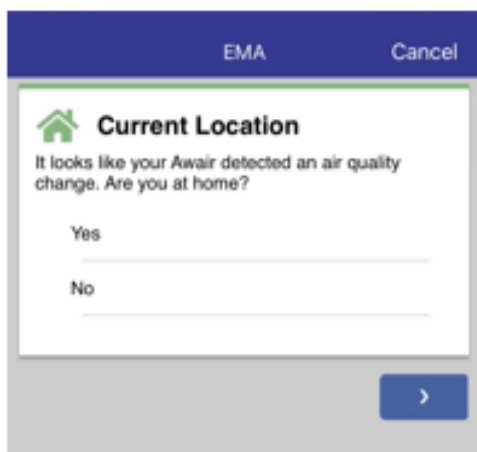 EMA Cancel
Current Location
It looks like your Awair detected an air quality
change. Are you at home?
Yes
No